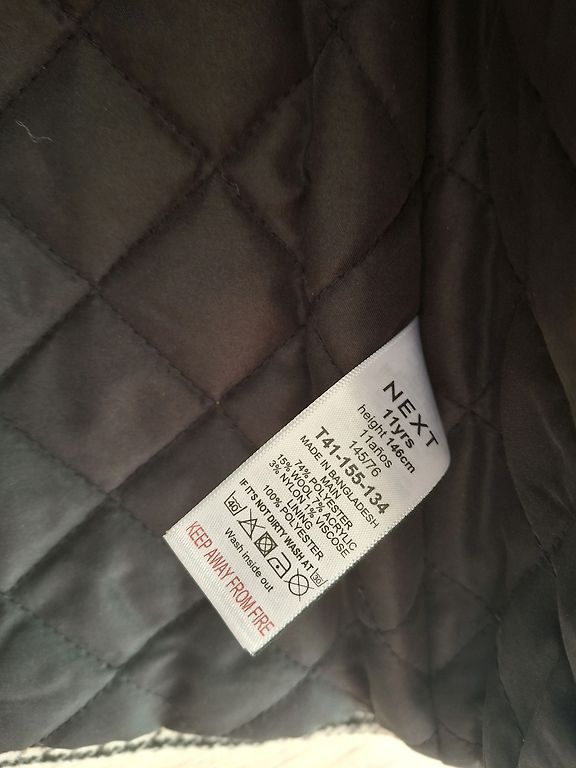 NEXT
11yrs
height 146cm
11años
145/76
T41-155-134
MADE IN BANGLADESH
MAIN
74% POLYESTER
15% WOOL 7% ACRYLIC
3% NYLON 1% VISCOSE
LINING
100% POLYESTER
IF IT'S NOT DIRTY WASH AT 30
40
Wash inside out
KEEP AWAY FROM FIRE